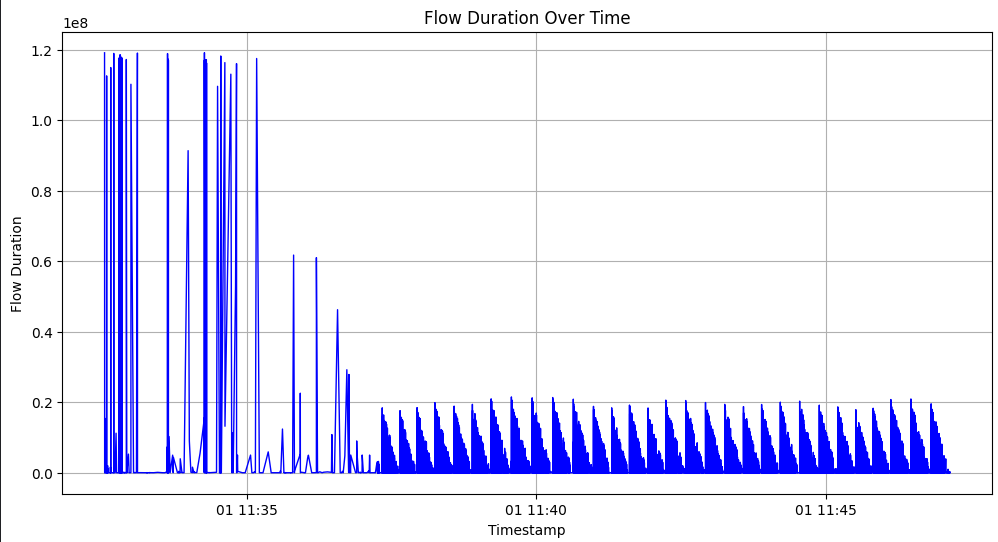 Flow Duration Over Time
1e8
1.2
1.0
0.8
0.6
0.4
0.2
0.0
Flow Duration
01 11:35
01 11:40
01 11:45
Timestamp